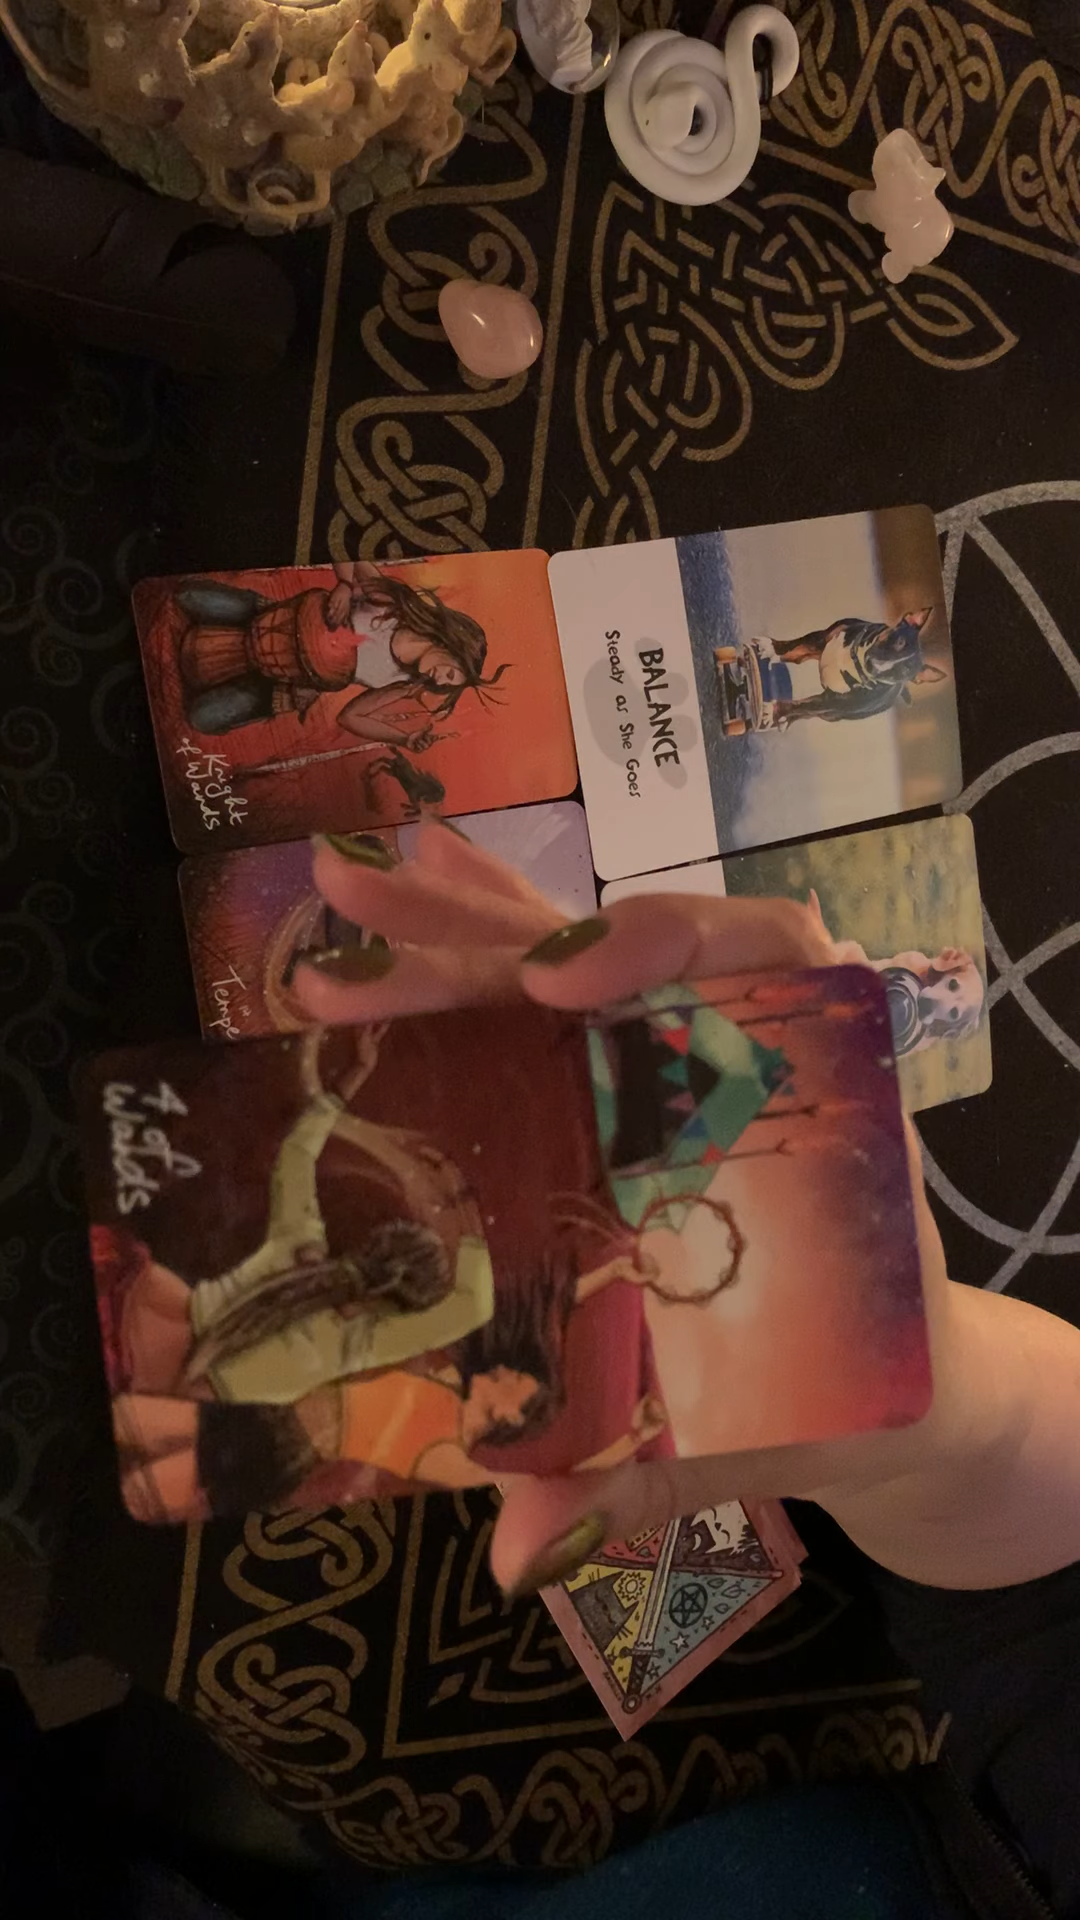 Knight
of Wands
BALANCE
Steady as She Goes
Tempe
4 of
Wands